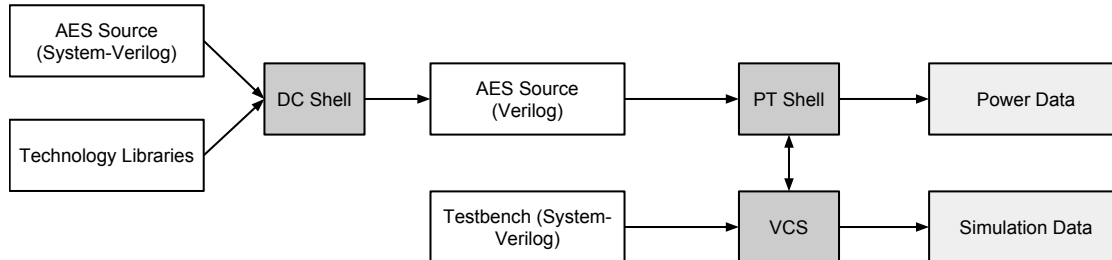 AES Source
(System-Verilog)
Technology Libraries
DC Shell
AES Source
(Verilog)
PT Shell
Power Data
Testbench (System-
Verilog)
VCS
Simulation Data